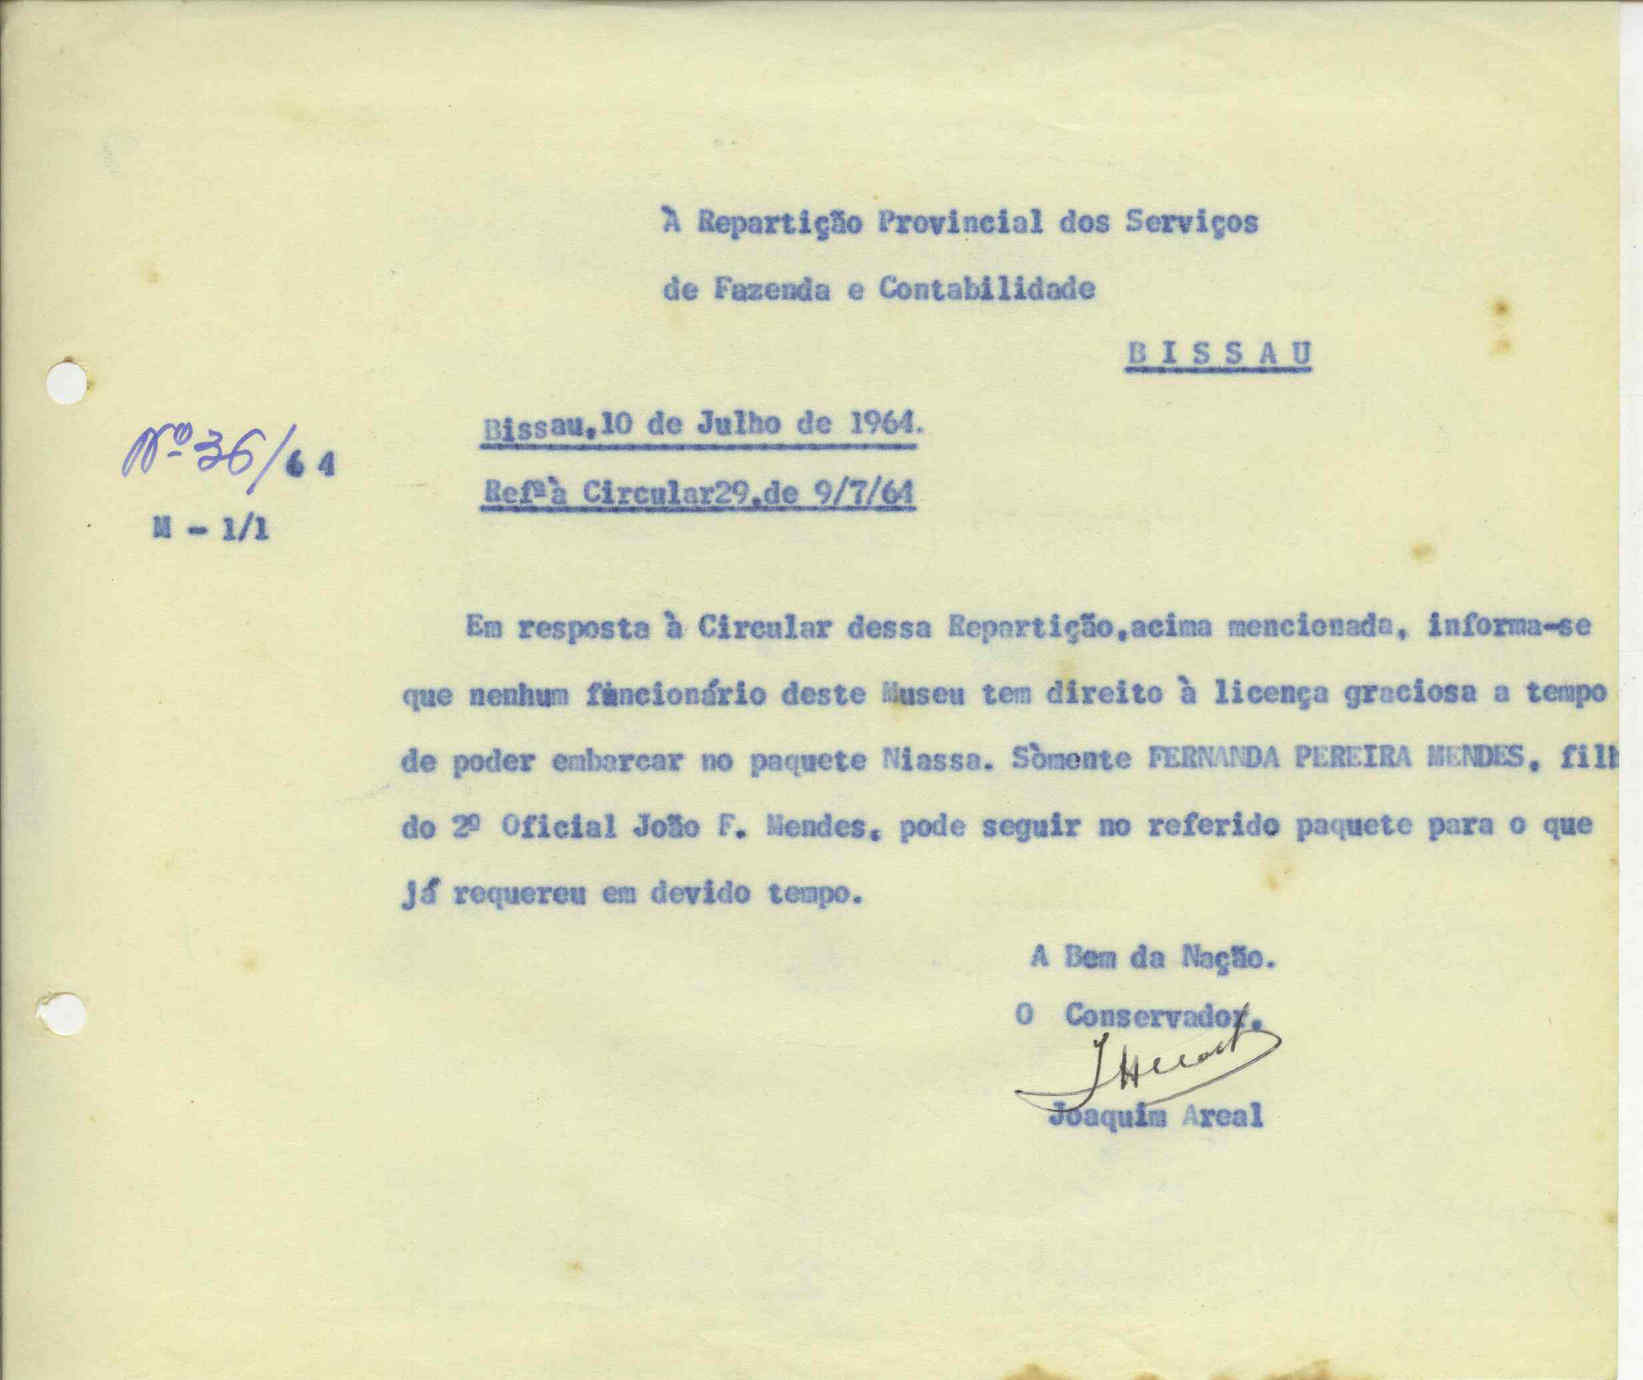 À Repartição Provincial dos Serviços
de Fazenda e Contabilidade
B I S S A U
Bissau,10 de Julho de 1964.
Nº 36/64
Refªà Circular29,de 9/7/64
M - 1/1
Em resposta à Circular dessa Repartição,acima mencionada, informa-se
que nenhum funcionário deste Museu tem direito à licença graciosa a tempo
de poder embarcar no paquete Niassa. Sòmente FERNANDA PEREIRA MENDES, filh
do 2º Oficial João F. Mendes, pode seguir no referido paquete para o que
já requereu em devido tempo.
A Bem da Nação.
O Conservador,
Joaquim Areal